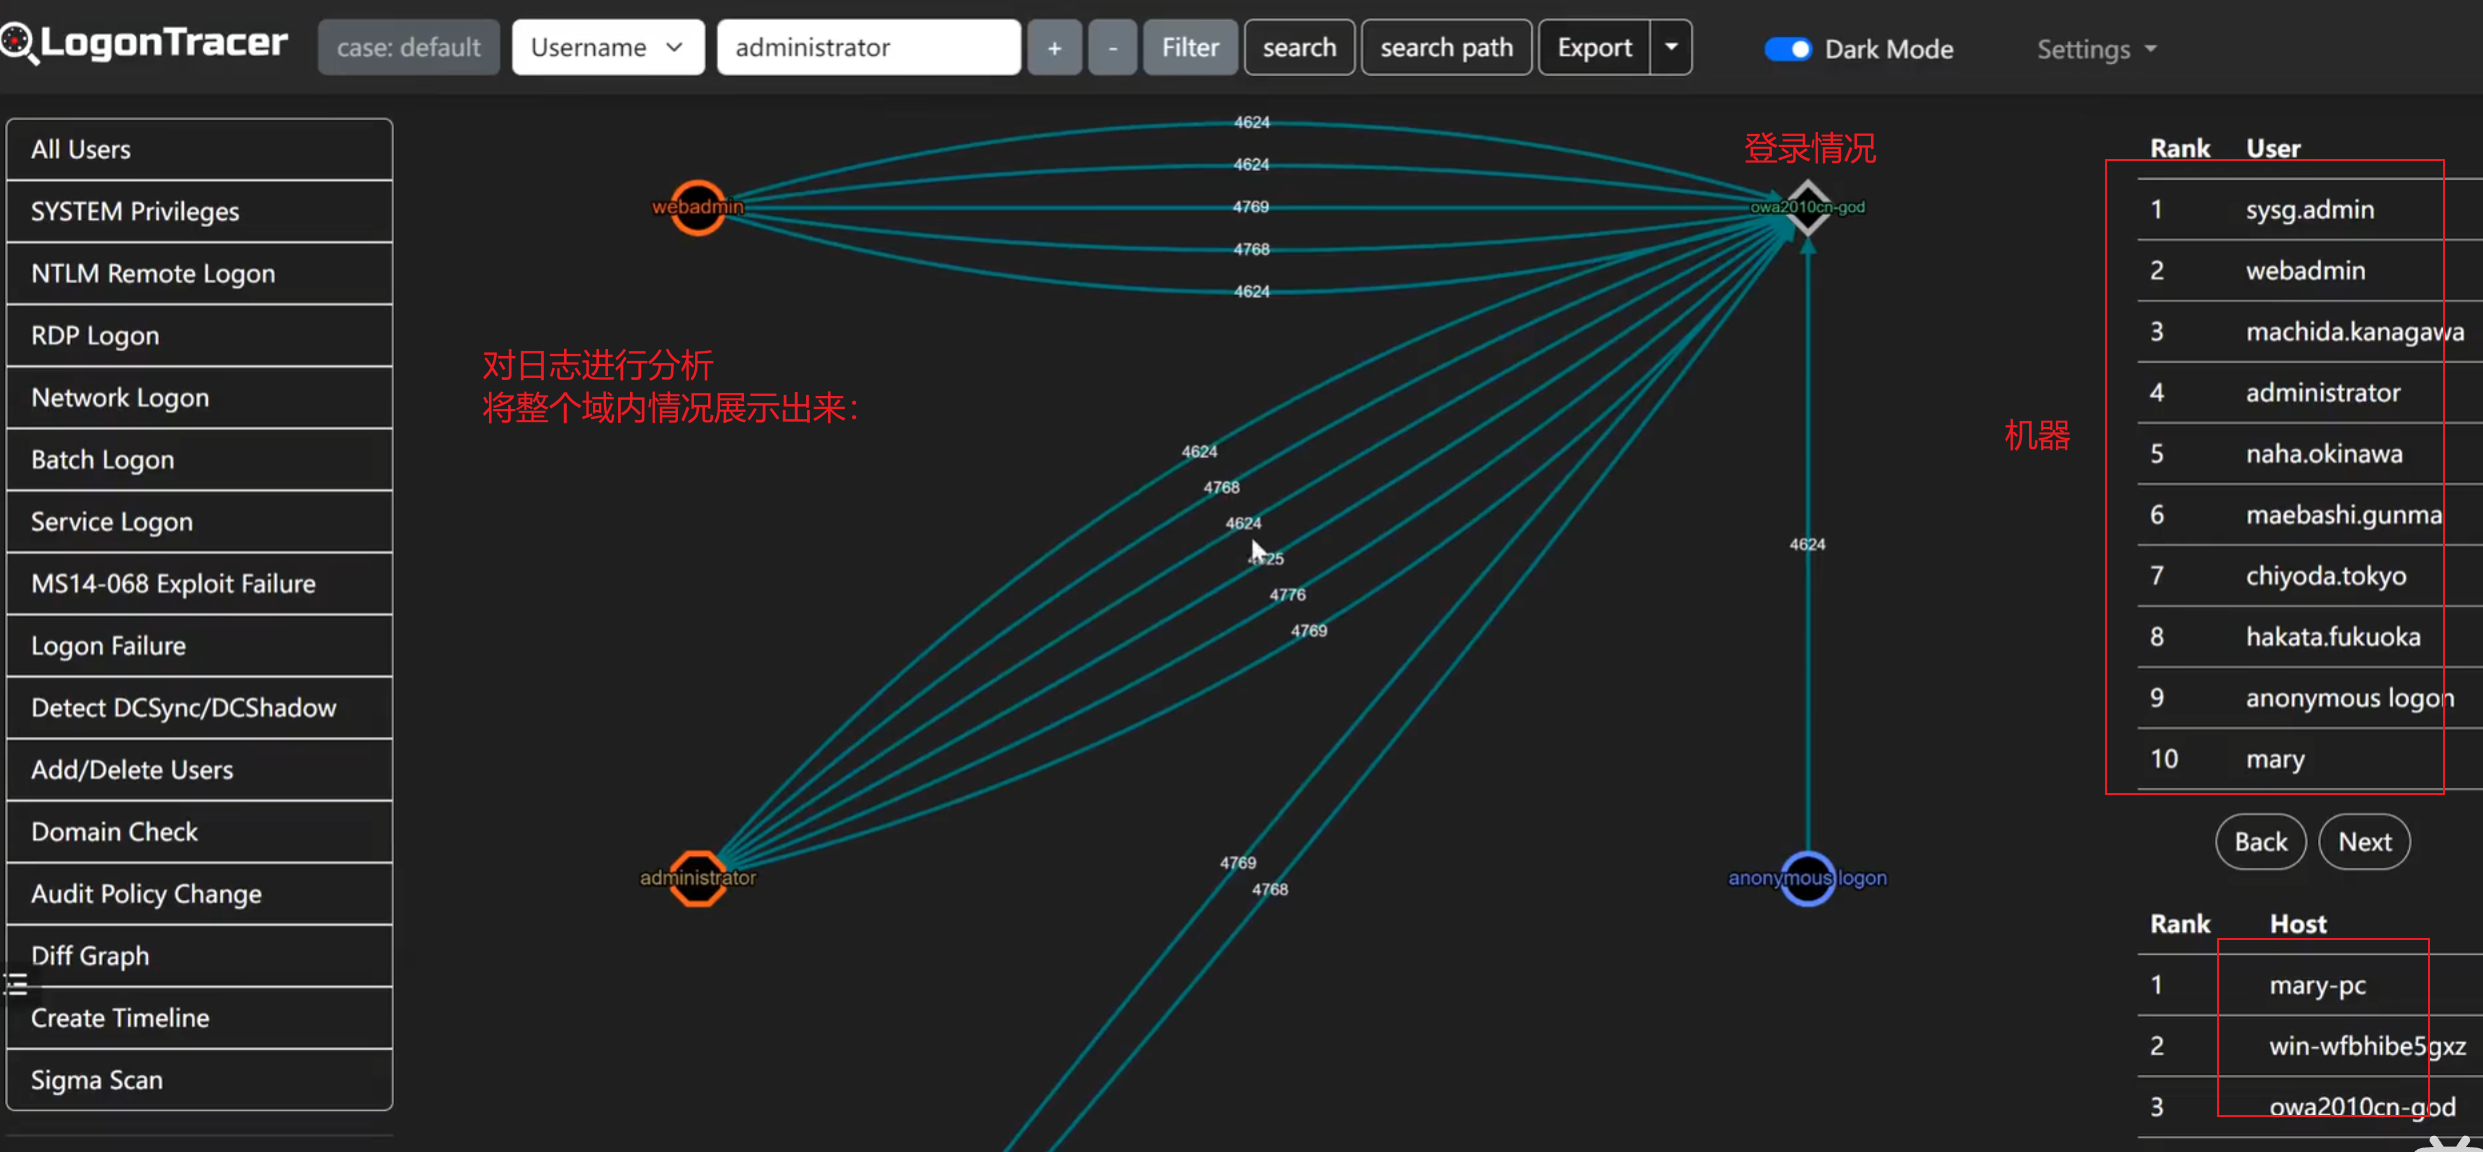 LogonTracer
case: default
Username
administrator
+
-
Filter
search
search path
Export
Dark Mode
Settings
All Users
SYSTEM Privileges
NTLM Remote Logon
RDP Logon
Network Logon
Batch Logon
Service Logon
MS14-068 Exploit Failure
Logon Failure
Detect DCSync/DCShadow
Add/Delete Users
Domain Check
Audit Policy Change
Diff Graph
Create Timeline
Sigma Scan
4624
4624
4769
4768
4624
webadmin
登录情况
owa2010cn-god
对日志进行分析
将整个域内情况展示出来：
4624
4768
4624
4776
4769
4624
4769
4768
administrator
anonymous logon
机器
Rank User
1 sysg.admin
2 webadmin
3 machida.kanagawa
4 administrator
5 naha.okinawa
6 maebashi.gunma
7 chiyoda.tokyo
8 hakata.fukuoka
9 anonymous logon
10 mary
Back
Next
Rank Host
1 mary-pc
2 win-wfbhibe5gxz
3 owa2010cn-god